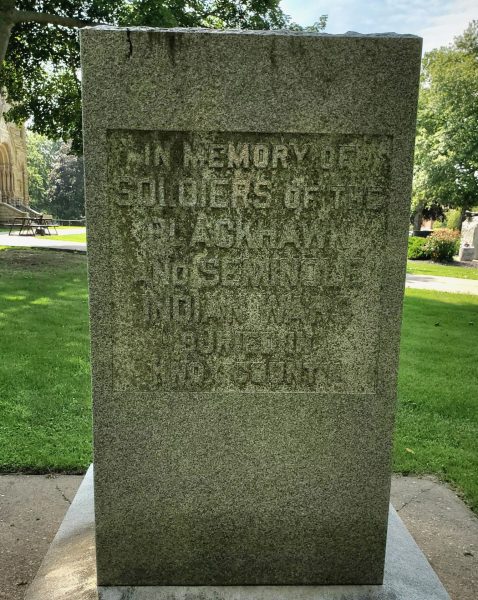 IN MEMORY OF
SOLDIERS OF THE
BLACKHAWK
AND SEMINOLE
INDIAN WARS
BURIED IN
KNOX COUNTY